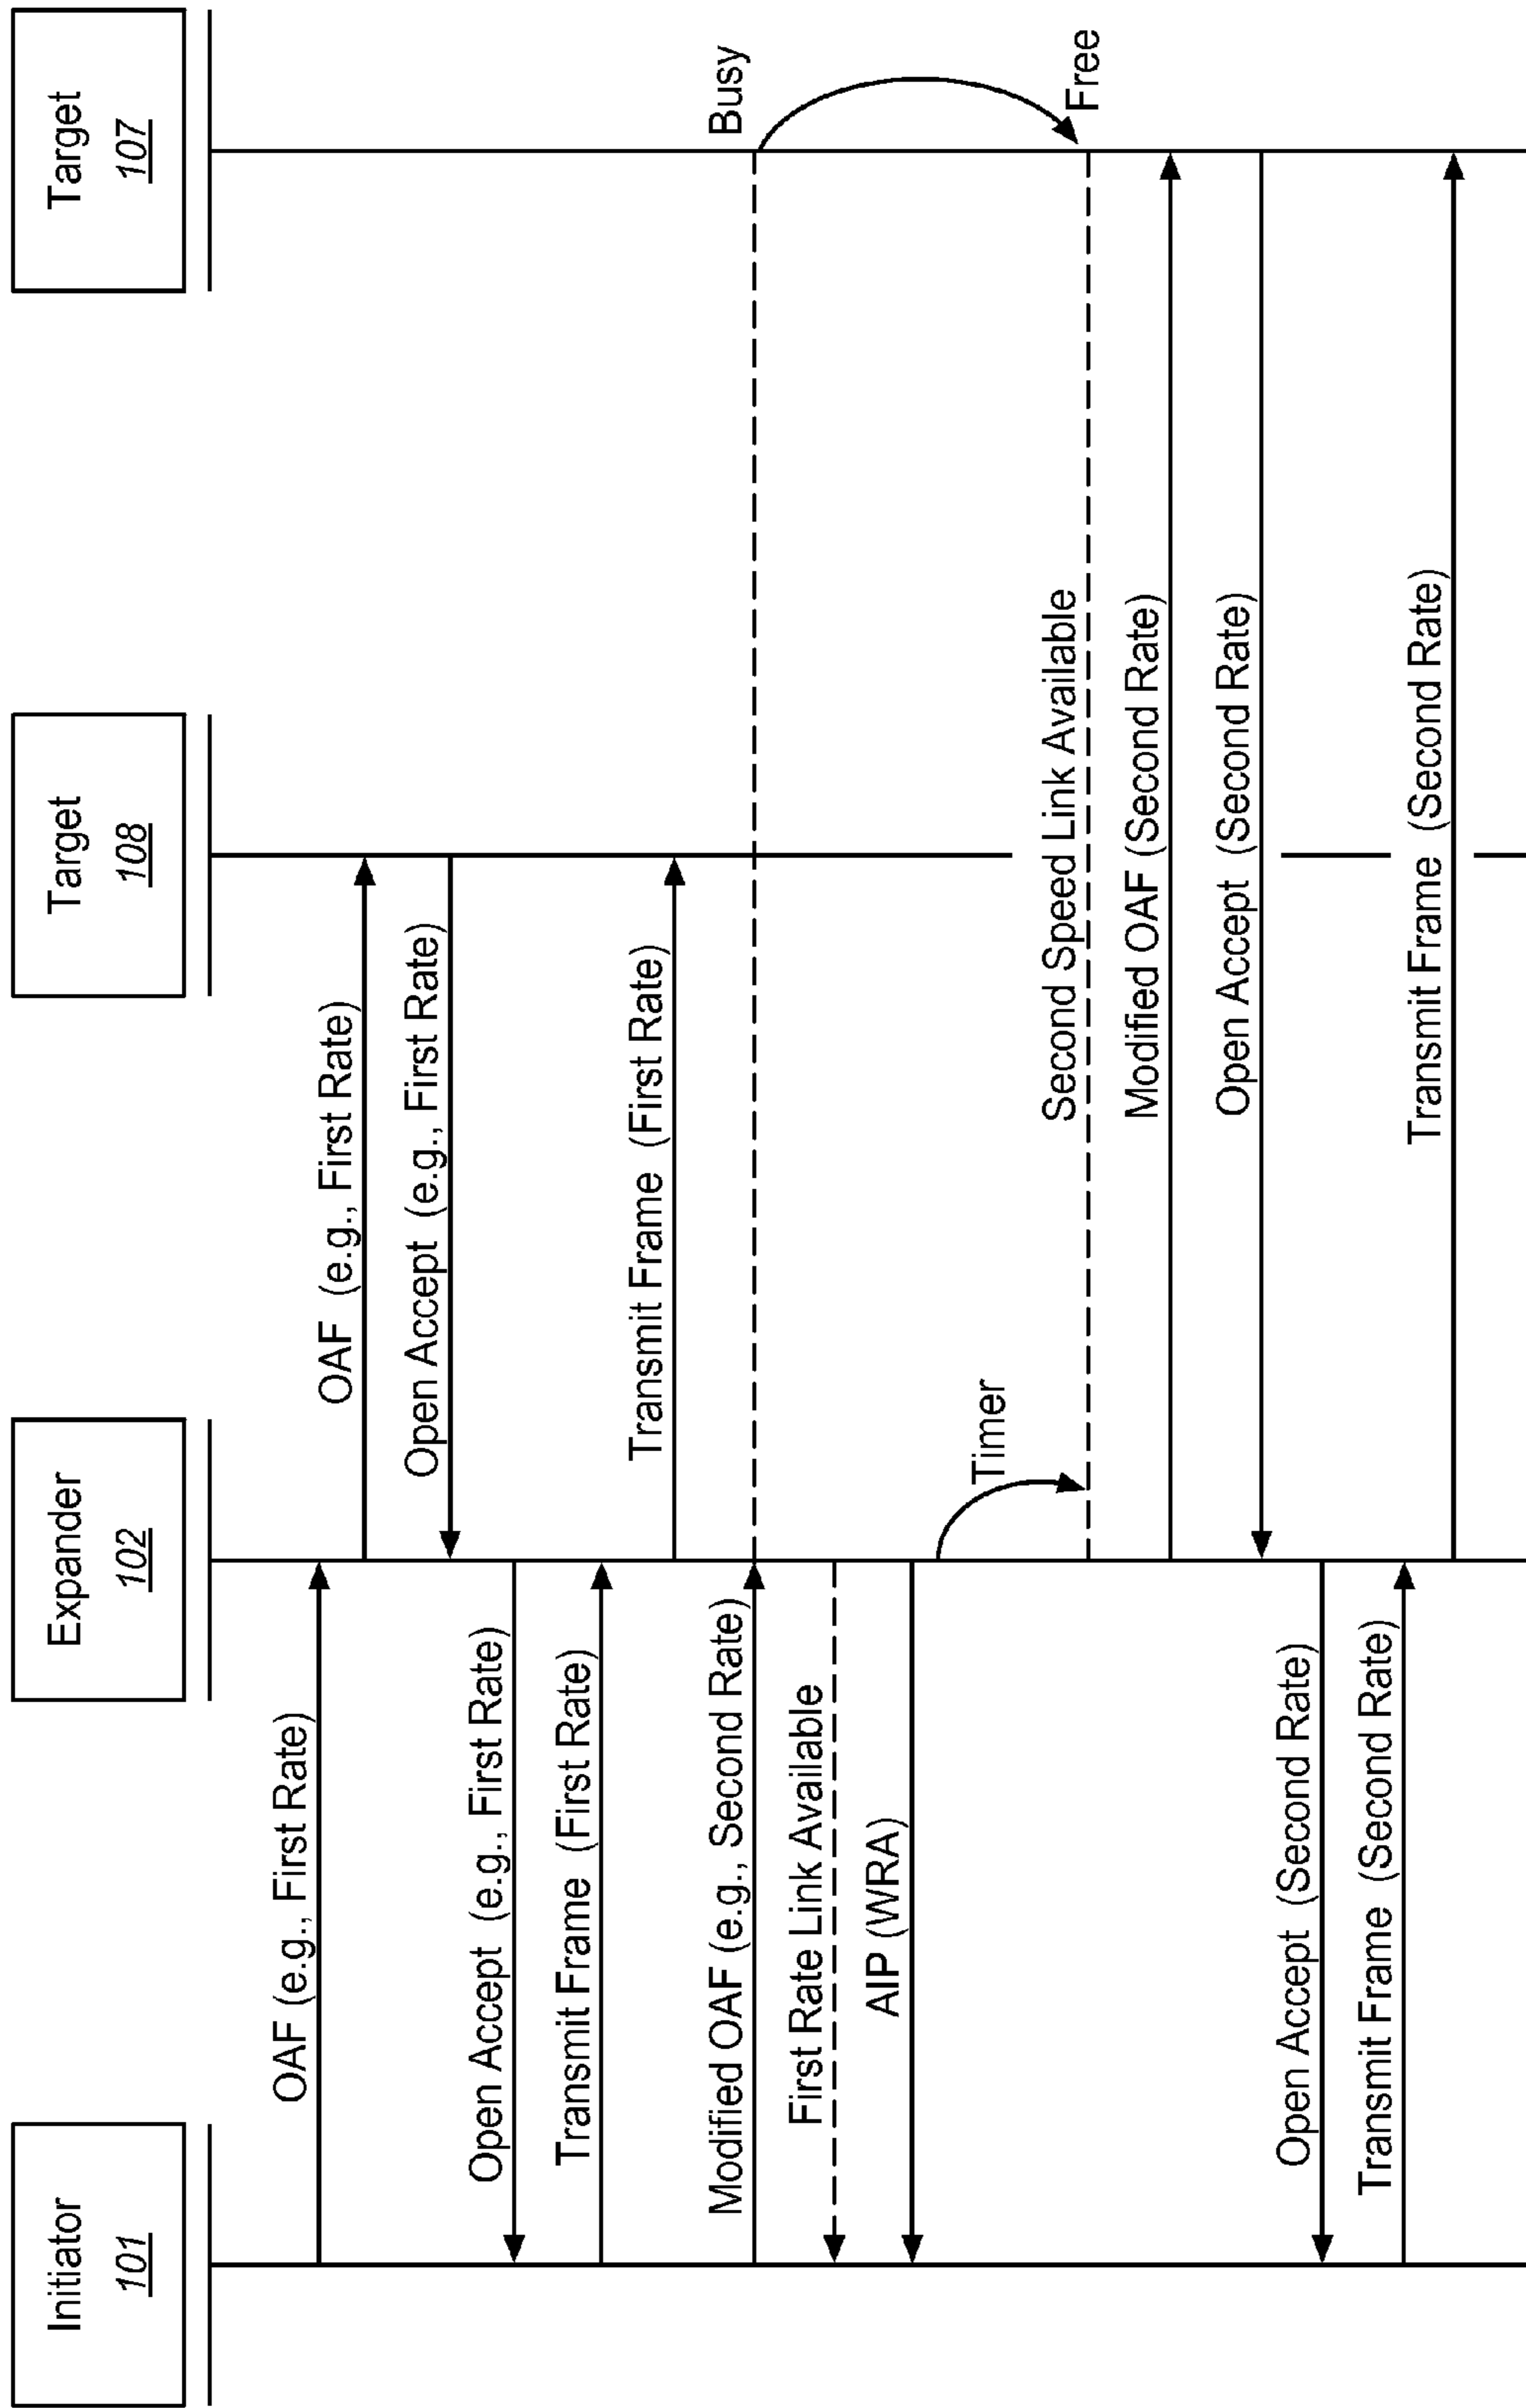 Initiator
101
Expander
102
Target
108
Target
107
OAF (e.g., First Rate)
OAF (e.g., First Rate)
Open Accept (e.g., First Rate)
Open Accept (e.g., First Rate)
Transmit Frame (First Rate)
Transmit Frame (First Rate)
Modified OAF (e.g., Second Rate)
Busy
First Rate Link Available
AIP (WRA)
Timer
Second Speed Link Available
Free
Modified OAF (Second Rate)
Open Accept (Second Rate)
Open Accept (Second Rate)
Transmit Frame (Second Rate)
Transmit Frame (Second Rate)